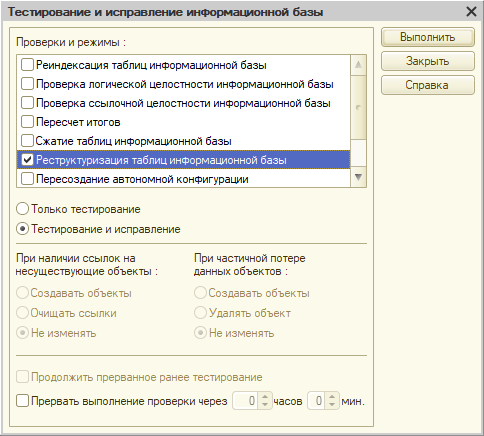 Тестирование и исправление информационной базы
Проверки и режимы :
Выполнить
Закрыть
Справка
Реиндексация таблиц информационной базы
Проверка логической целостности информационной базы
Проверка ссылочной целостности информационной базы
Пересчет итогов
Сжатие таблиц информационной базы
Реструктуризация таблиц информационной базы
Пересоздание автономной конфигурации
Только тестирование
Тестирование и исправление
При наличии ссылок на
несуществующие объекты :
Создавать объекты
Очищать ссылки
Не изменять
При частичной потере
данных объектов :
Создавать объекты
Удалять объект
Не изменять
Продолжить прерванное ранее тестирование
Прервать выполнение проверки через 0 часов 0 мин.